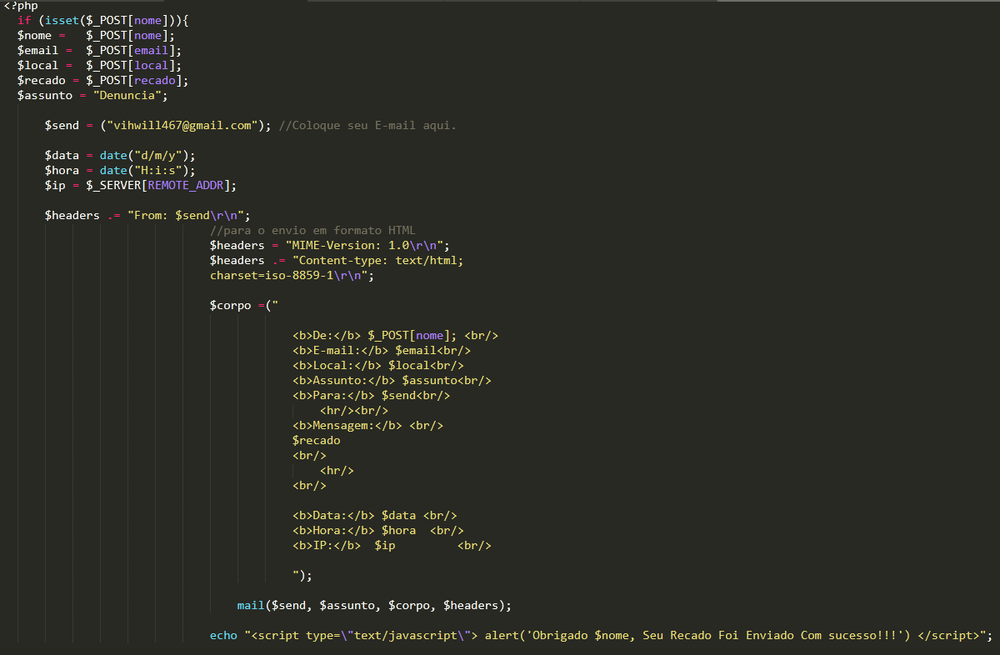 <?php
if (isset($_POST[nome])){
$nome =   $_POST[nome];
$email =  $_POST[email];
$local =  $_POST[local];
$recado = $_POST[recado];
$assunto = "Denuncia";
$send = ("vihwill467@gmail.com"); //Coloque seu E-mail aqui.
$data = date("d/m/y");
$hora = date("H:i:s");
$ip = $_SERVER[REMOTE_ADDR];
$headers .= "From: $send\r\n";
//para o envio em formato HTML
$headers = "MIME-Version: 1.0\r\n";
$headers .= "Content-type: text/html;
charset=iso-8859-1\r\n";
$corpo =("
<b>De:</b> $_POST[nome]; <br/>
<b>E-mail:</b> $email<br/>
<b>Local:</b> $local<br/>
<b>Assunto:</b> $assunto<br/>
<b>Para:</b> $send<br/>
<hr/><br/>
<b>Mensagem:</b> <br/>
$recado
<br/>
<hr/>
<br/>
<b>Data:</b> $data <br/>
<b>Hora:</b> $hora  <br/>
<b>IP:</b>  $ip         <br/>
");
mail($send, $assunto, $corpo, $headers);
echo "<script type=\"text/javascript\"> alert('Obrigado $nome, Seu Recado Foi Enviado Com sucesso!!!') </script>";